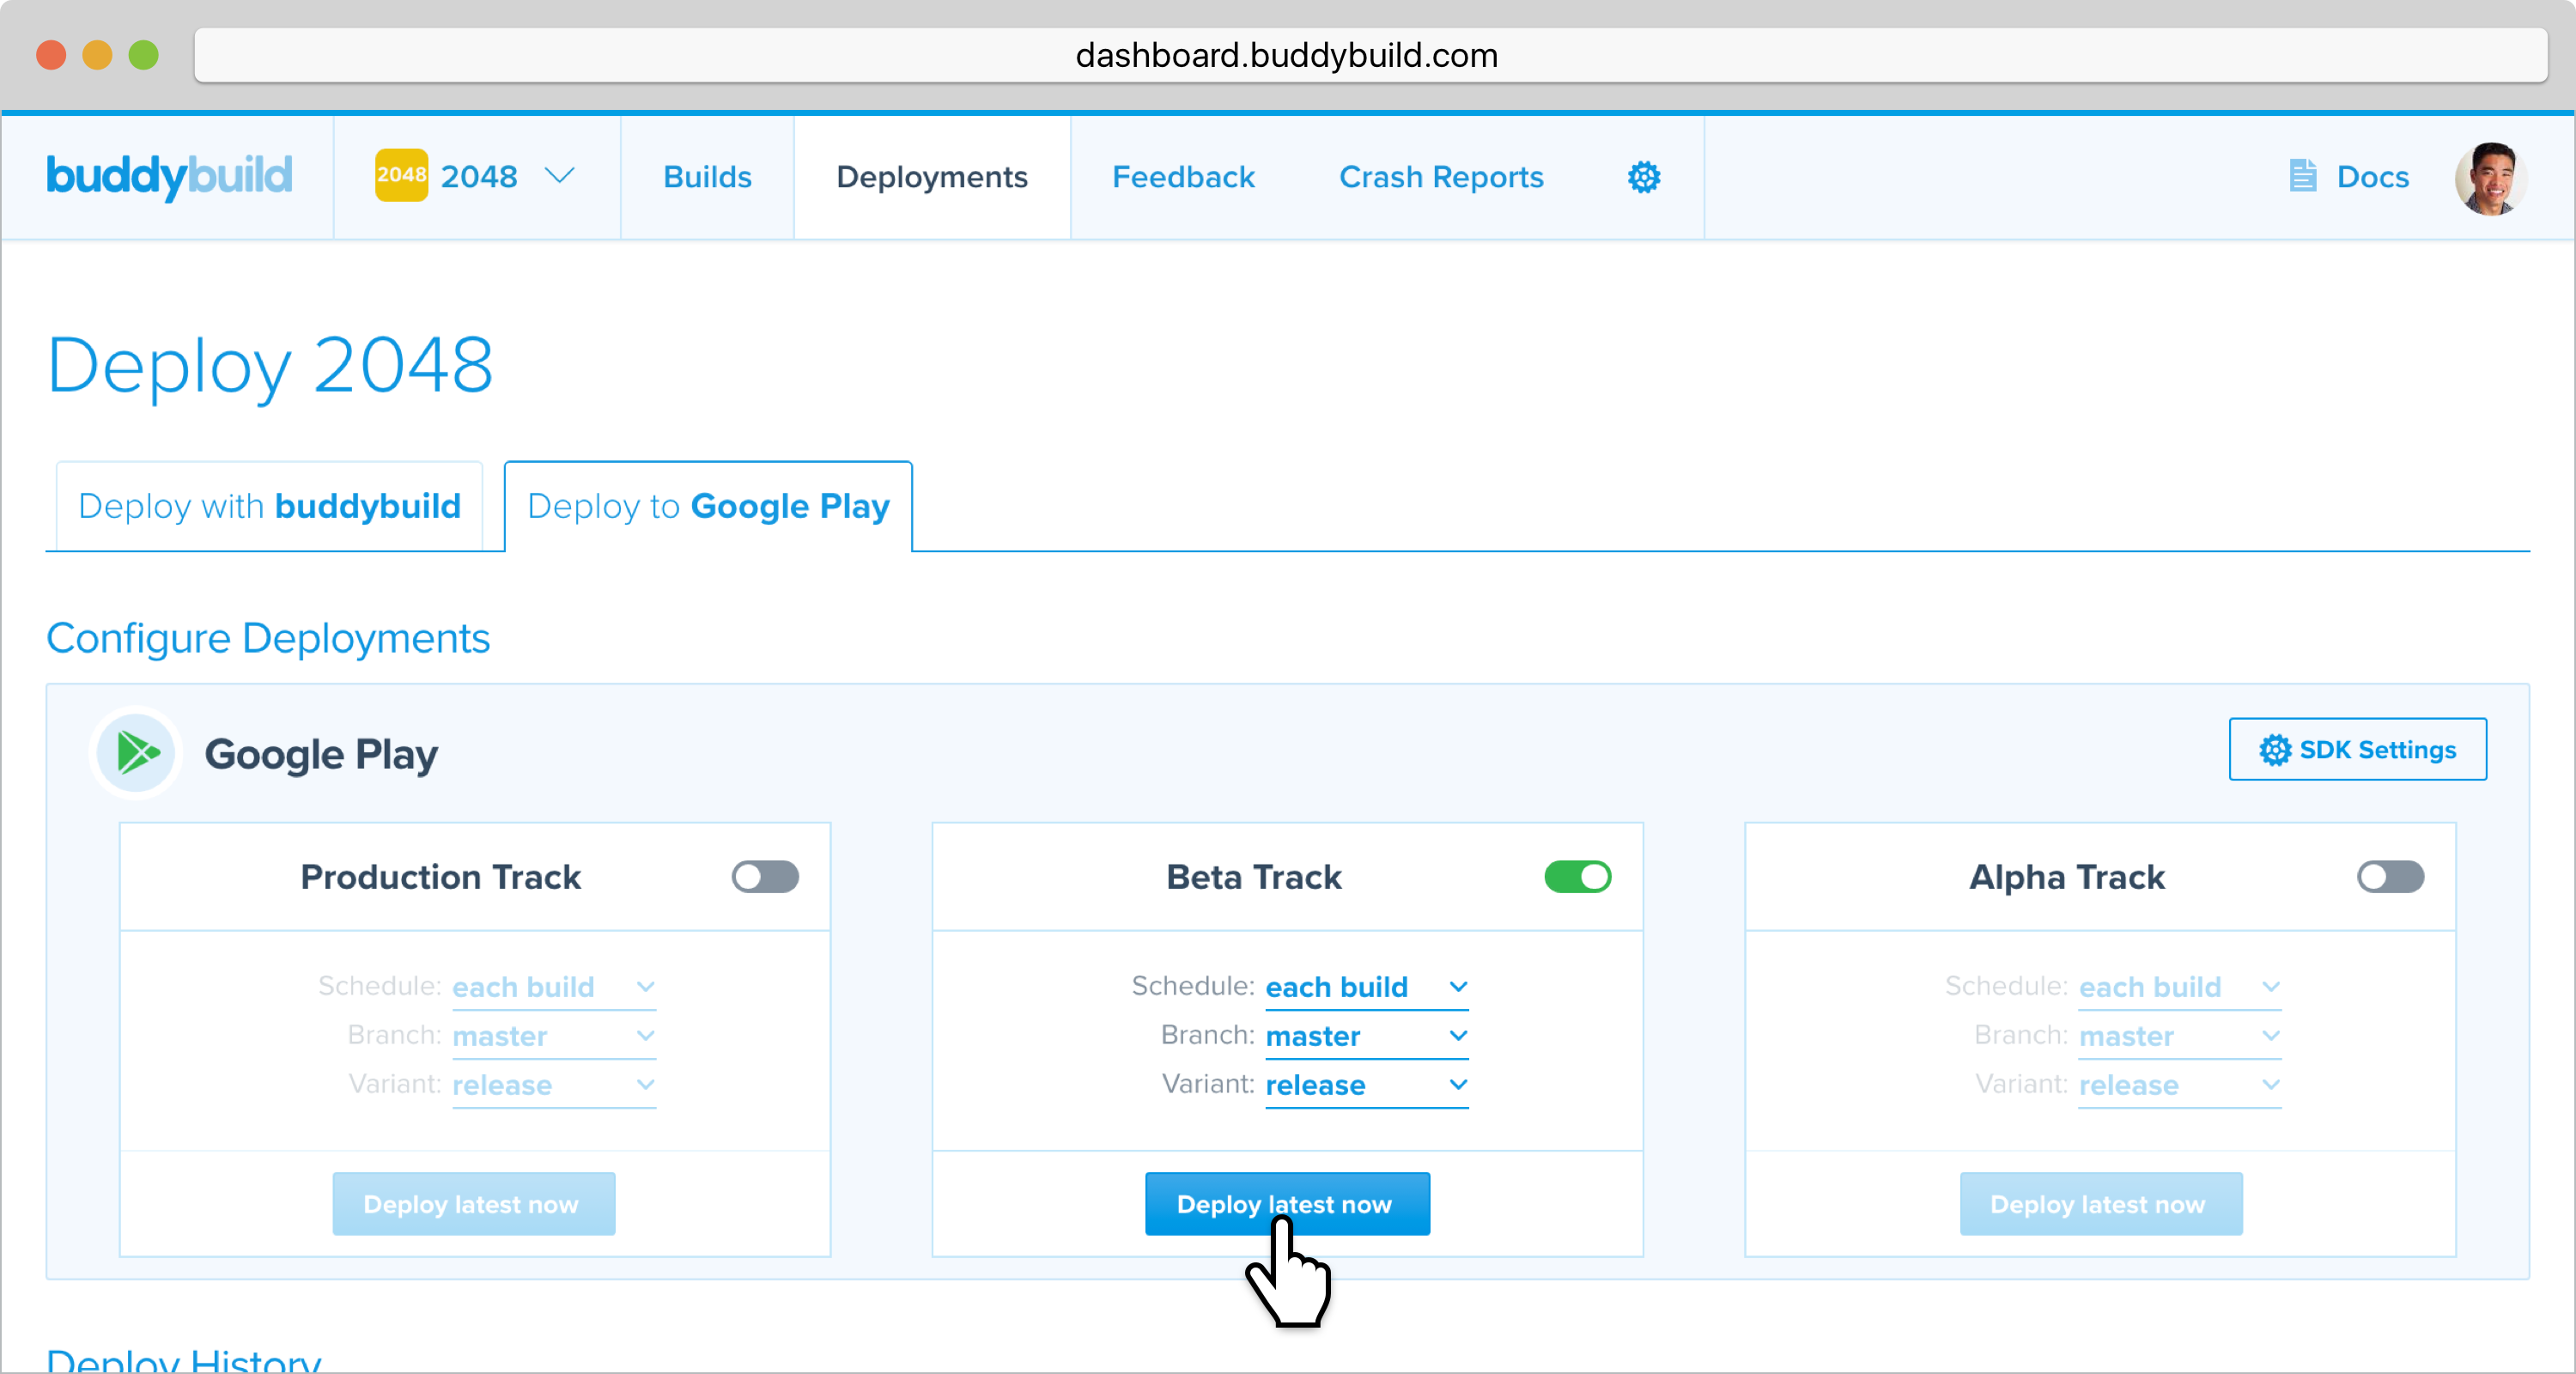 dashboard.buddybuild.com
buddybuild
2048 2048
Builds
Deployments
Feedback
Crash Reports
Docs
Deploy 2048
Deploy with buddybuild
Deploy to Google Play
Configure Deployments
Google Play
SDK Settings
Production Track
Schedule: each build
Branch: master
Variant: release
Deploy latest now
Beta Track
Schedule: each build
Branch: master
Variant: release
Deploy latest now
Alpha Track
Schedule: each build
Branch: master
Variant: release
Deploy latest now
Deploy History